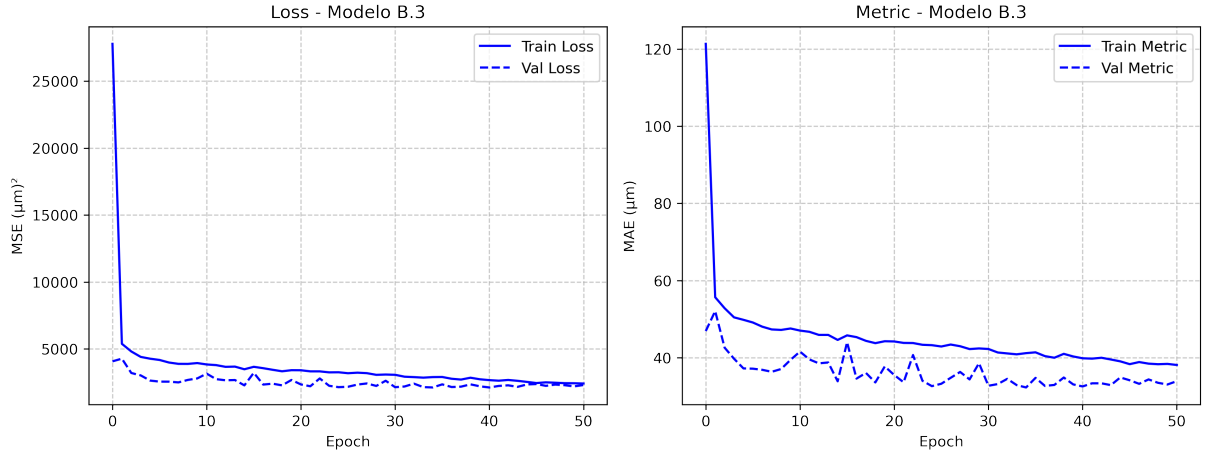 Loss - Modelo B.3
MSE (μm)²
25000
20000
15000
10000
5000
0 10 20 30 40 50
Epoch
Train Loss
Val Loss
Metric - Modelo B.3
MAE (μm)
120
100
80
60
40
0 10 20 30 40 50
Epoch
Train Metric
Val Metric